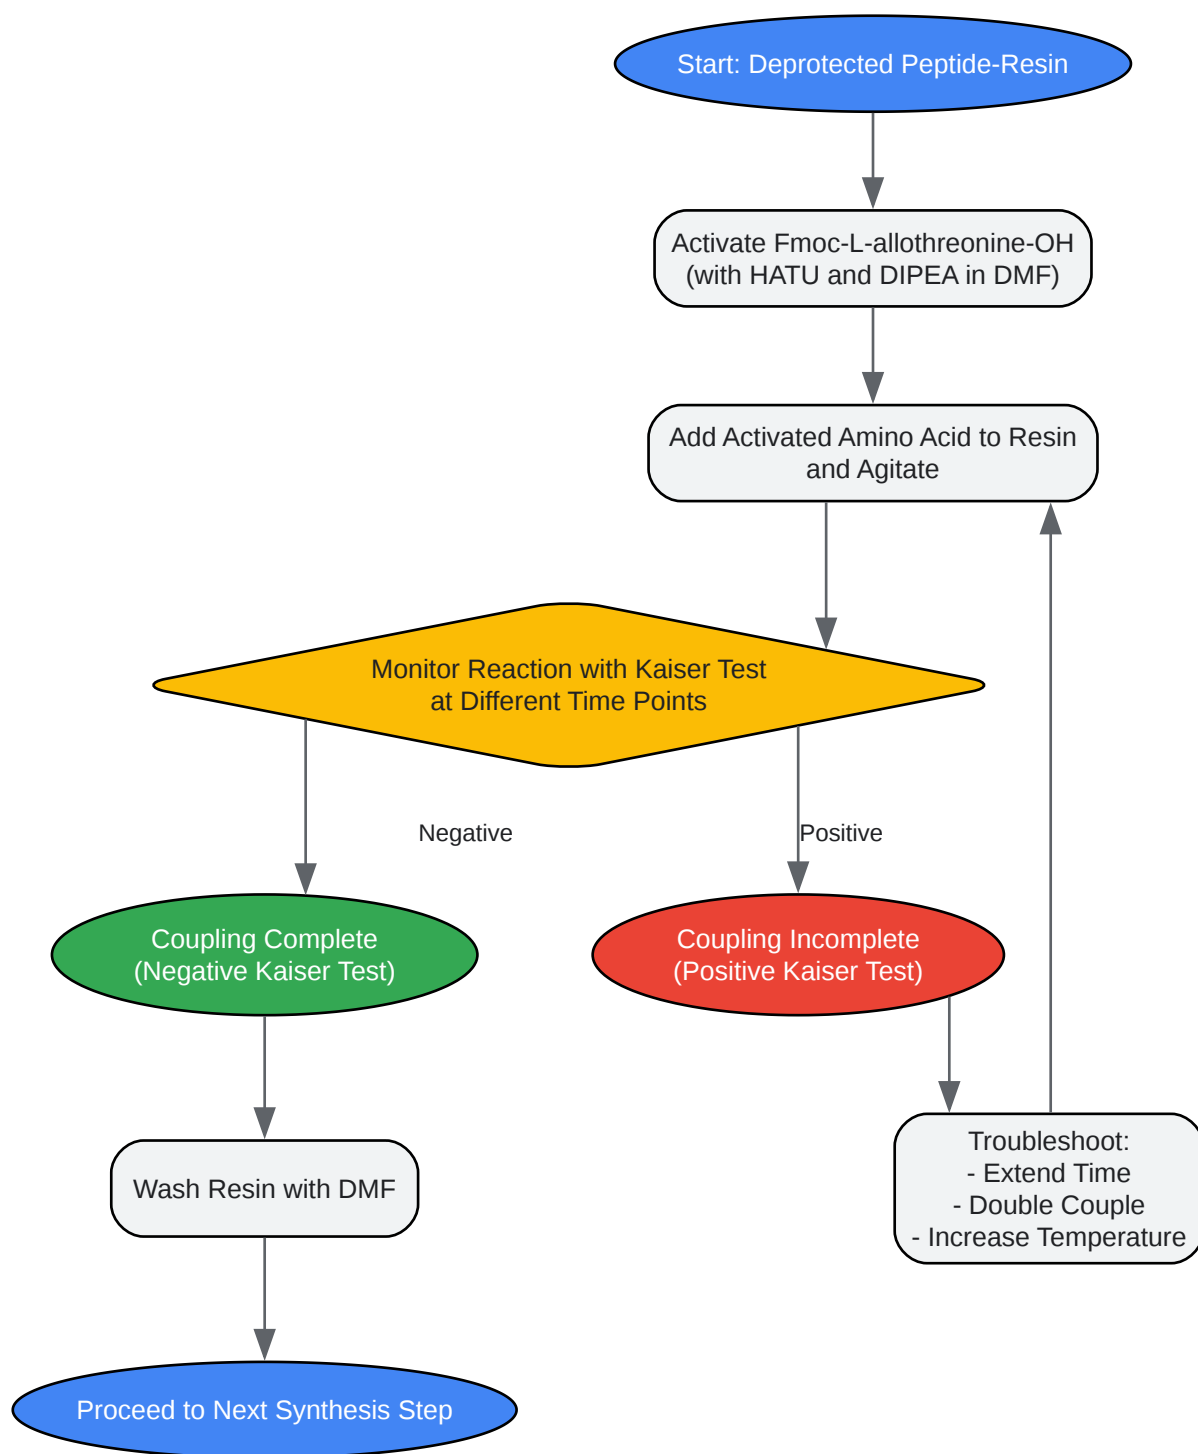 Start: Deprotected Peptide-Resin
Activate Fmoc-L-allothreonine-OH
(with HATU and DIPEA in DMF)
Add Activated Amino Acid to Resin
and Agitate
Monitor Reaction with Kaiser Test
at Different Time Points
Negative
Positive
Coupling Complete
(Negative Kaiser Test)
Coupling Incomplete
(Positive Kaiser Test)
Wash Resin with DMF
Troubleshoot:
- Extend Time
- Double Couple
- Increase Temperature
Proceed to Next Synthesis Step